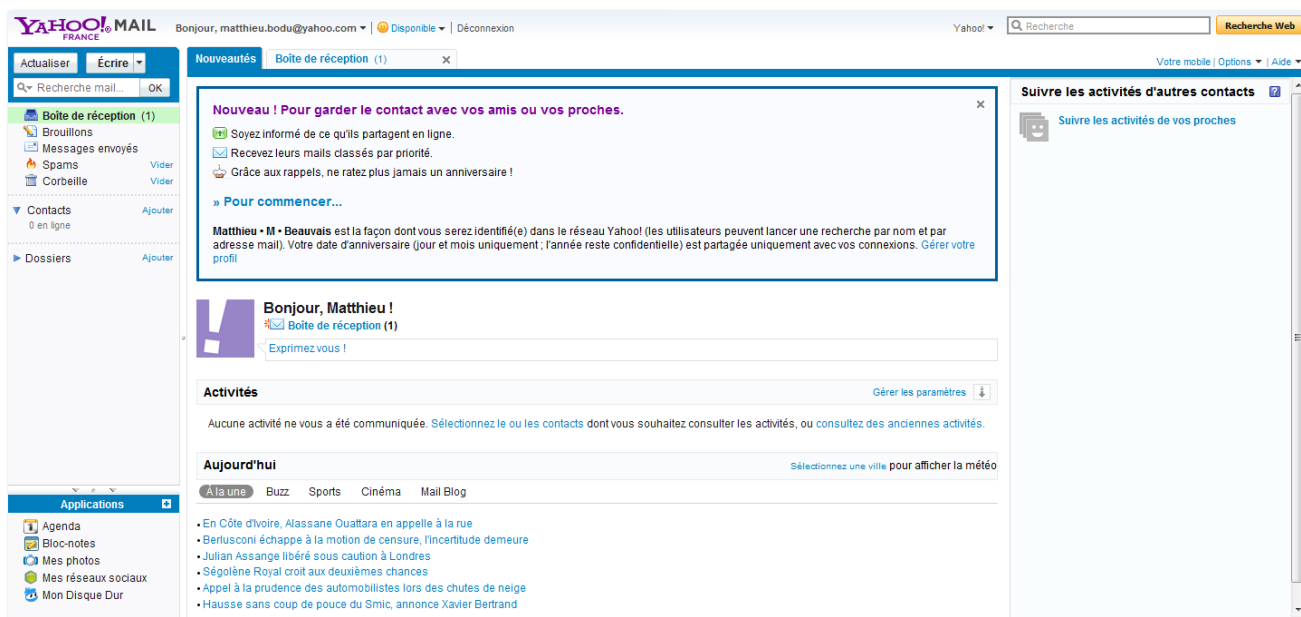 YAHOO! MAIL
FRANCE
Bonjour, matthieu.bodu@yahoo.com | Disponible | Déconnexion
Yahoo!
Recherche
Recherche Web
Actualiser Écrire
Recherche mail... OK
Boîte de réception (1)
Brouillons
Messages envoyés
Spams Vider
Corbeille Vider
Contacts Ajouter
0 en ligne
Dossiers Ajouter
Applications
Agenda
Bloc-notes
Mes photos
Mes réseaux sociaux
Mon Disque Dur
Nouveautés
Boîte de réception (1) x
Votre mobile | Options | Aide
Nouveau ! Pour garder le contact avec vos amis ou vos proches. x
Soyez informé de ce qu'ils partagent en ligne.
Recevez leurs mails classés par priorité.
Grâce aux rappels, ne ratez plus jamais un anniversaire !
» Pour commencer...
Matthieu • M • Beauvais est la façon dont vous serez identifié(e) dans le réseau Yahoo! (les utilisateurs peuvent lancer une recherche par nom et par
adresse mail). Votre date d'anniversaire (jour et mois uniquement ; l'année reste confidentielle) est partagée uniquement avec vos connexions. Gérer votre
profil
Bonjour, Matthieu !
Boîte de réception (1)
Exprimez vous !
Activités
Gérer les paramètres
Aucune activité ne vous a été communiquée. Sélectionnez le ou les contacts dont vous souhaitez consulter les activités, ou consultez des anciennes activités.
Aujourd'hui
Sélectionnez une ville pour afficher la météo
À la une Buzz Sports Cinéma Mail Blog
• En Côte d'Ivoire, Alassane Ouattara en appelle à la rue
• Berlusconi échappe à la motion de censure, l'incertitude demeure
• Julian Assange libéré sous caution à Londres
• Ségolène Royal croit aux deuxièmes chances
• Appel à la prudence des automobilistes lors des chutes de neige
• Hausse sans coup de pouce du Smic, annonce Xavier Bertrand
Suivre les activités d'autres contacts ?
Suivre les activités de vos proches